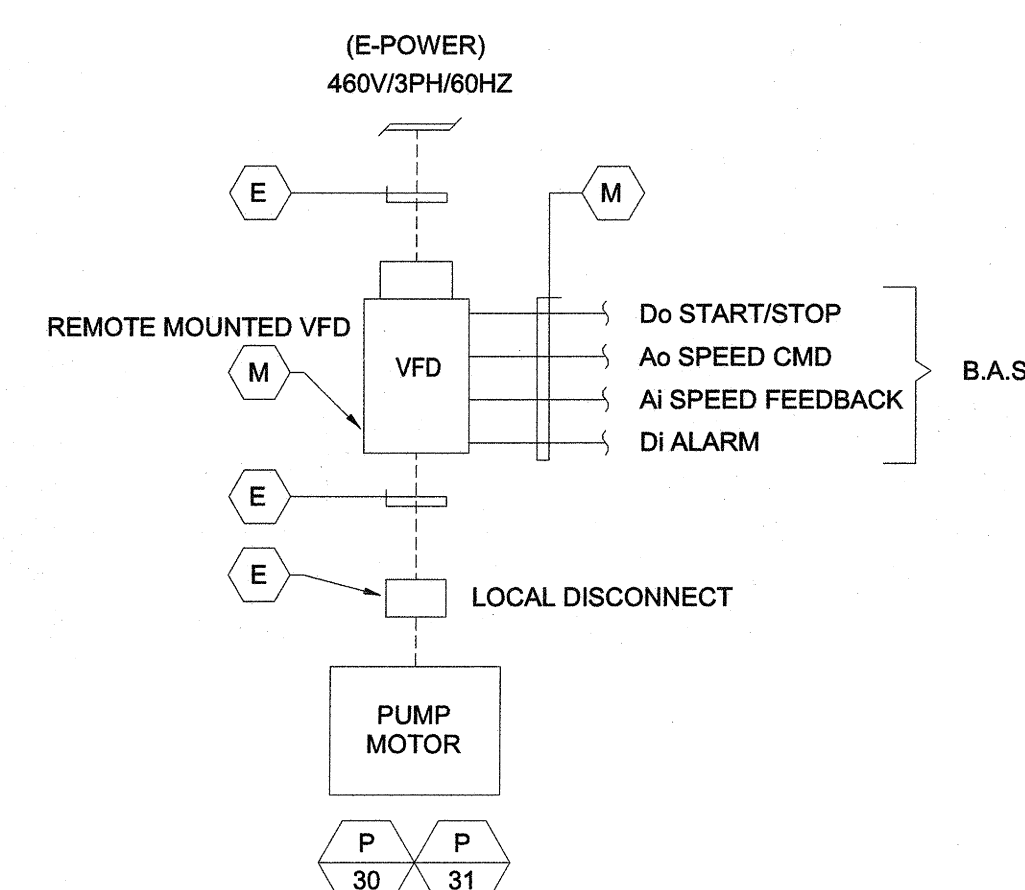 (E-POWER)
460V/3PH/60HZ
E
M
REMOTE MOUNTED VFD
M
VFD
Do START/STOP
Ao SPEED CMD
Ai SPEED FEEDBACK
Di ALARM
B.A.S
E
E
LOCAL DISCONNECT
PUMP
MOTOR
P P
30 31